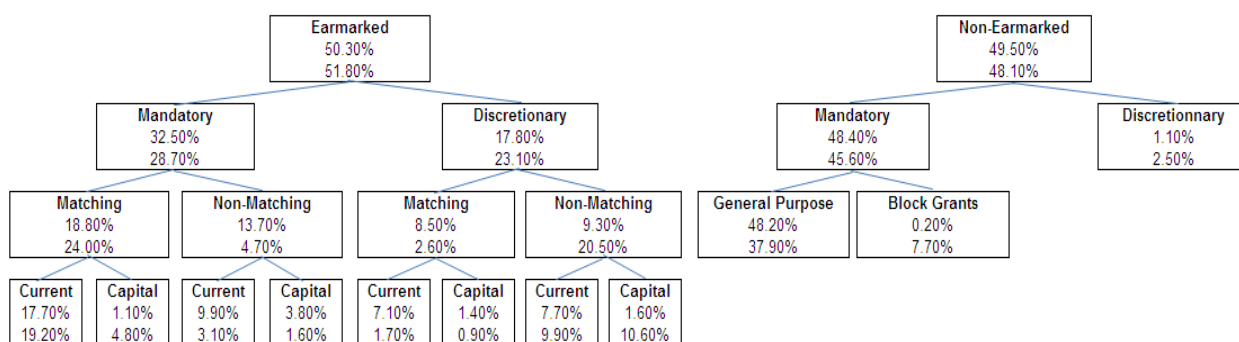 Earmarked
50.30%
51.80%
Non-Earmarked
49.50%
48.10%
Mandatory
32.50%
28.70%
Discretionary
17.80%
23.10%
Mandatory
48.40%
45.60%
Discretionnary
1.10%
2.50%
Matching
18.80%
24.00%
Non-Matching
13.70%
4.70%
Matching
8.50%
2.60%
Non-Matching
9.30%
20.50%
General Purpose
48.20%
37.90%
Block Grants
0.20%
7.70%
Current
17.70%
19.20%
Capital
1.10%
4.80%
Current
9.90%
3.10%
Capital
3.80%
1.60%
Current
7.10%
1.70%
Capital
1.40%
0.90%
Current
7.70%
9.90%
Capital
1.60%
10.60%